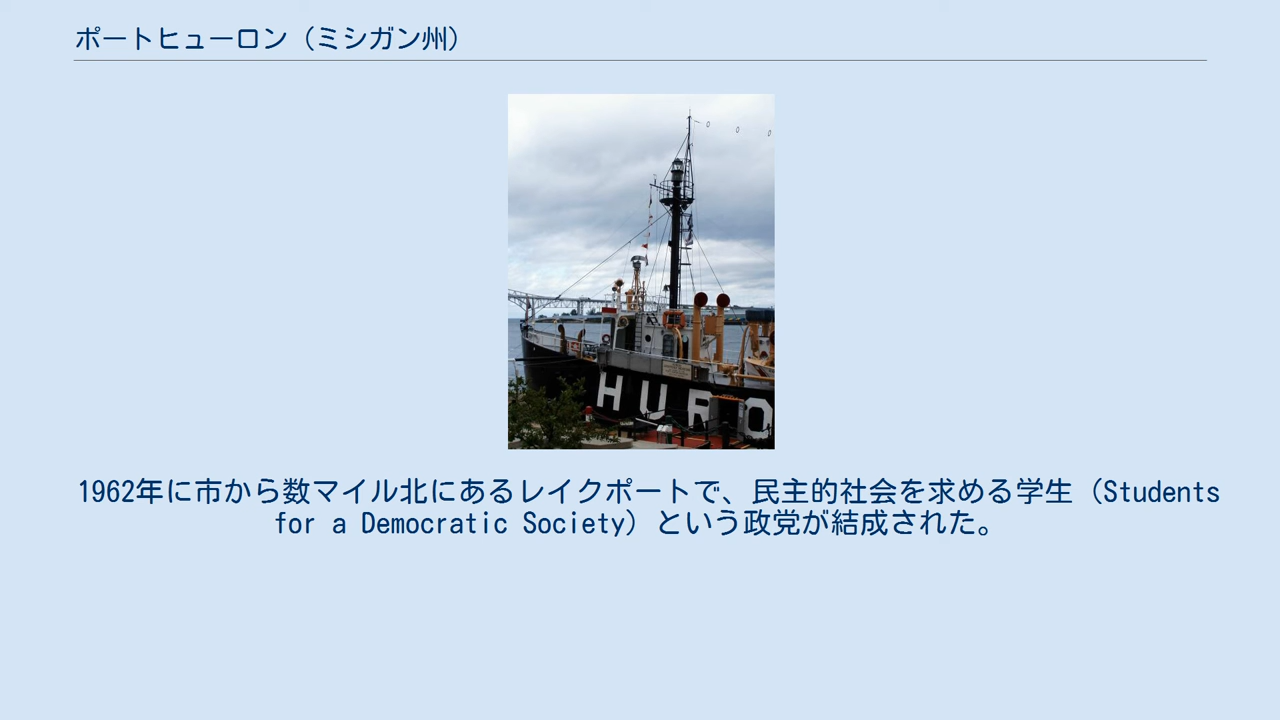 ポートヒューロン（ミシガン州）
HURO
1962年に市から数マイル北にあるレイクポートで、民主的社会を求める学生（Students
for a Democratic Society）という政党が結成された。